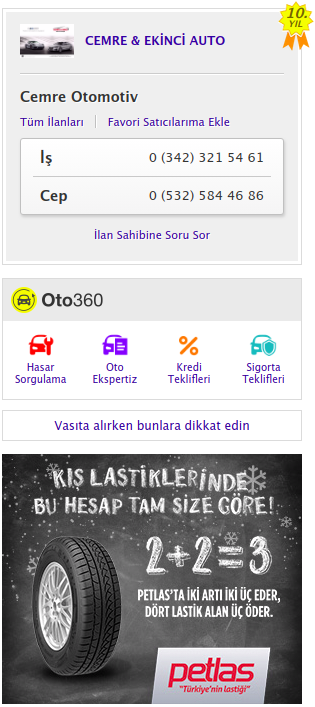 10.
YIL
CEMRE & EKİNCİ AUTO
Cemre Otomotiv
Tüm İlanları
Favori Satıcılarıma Ekle
İş 0 (342) 321 54 61
Cep 0 (532) 584 46 86
İlan Sahibine Soru Sor
Oto360
Hasar
Sorgulama
Oto
Ekspertiz
Kredi
Teklifleri
Sigorta
Teklifleri
Vasıta alırken bunlara dikkat edin
KIŞ LASTİKLERİNDE
BU HESAP TAM SİZE GÖRE!
2+2=3
PETLAS'TA İKİ ARTI İKİ ÜÇ EDER,
DÖRT LASTİK ALAN ÜÇ ÖDER.
petlas
"Türkiye'nin lastiği"